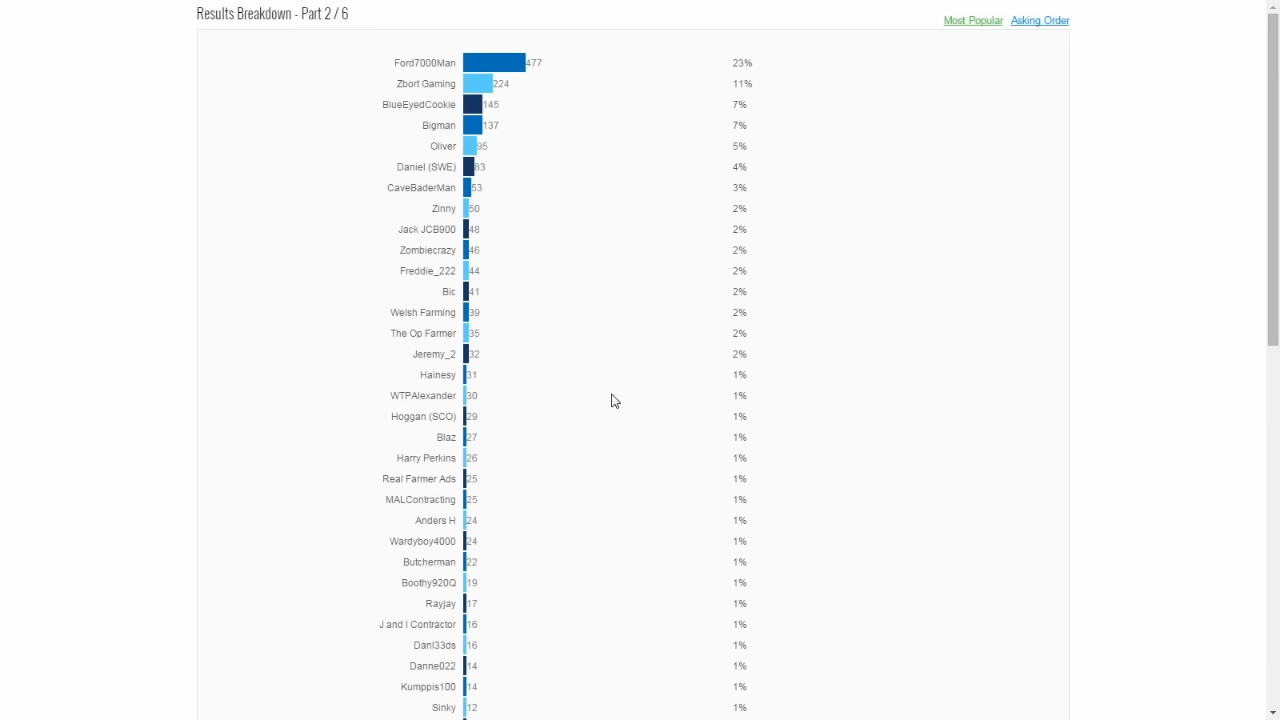 Results Breakdown - Part 2 / 6
Most Popular Asking Order
Ford7000Man 477 23%
Zbort Gaming 224 11%
BlueEyedCookie 145 7%
Bigman 137 7%
Oliver 95 5%
Daniel (SWE) 83 4%
CaveBaderMan 53 3%
Zinny 50 2%
Jack JCB900 48 2%
Zombiecrazy 46 2%
Freddie_222 44 2%
Bic 41 2%
Welsh Farming 39 2%
The Op Farmer 35 2%
Jeremy_2 32 2%
Hainesy 31 1%
WTPAlexander 30 1%
Hoggan (SCO) 29 1%
Blaz 27 1%
Harry Perkins 26 1%
Real Farmer Ads 25 1%
MALContracting 25 1%
Anders H 24 1%
Wardyboy4000 24 1%
Butcherman 22 1%
Boothy920Q 19 1%
Rayjay 17 1%
J and I Contractor 16 1%
Danl33ds 16 1%
Danne022 14 1%
Kumppis100 14 1%
Sinky 12 1%